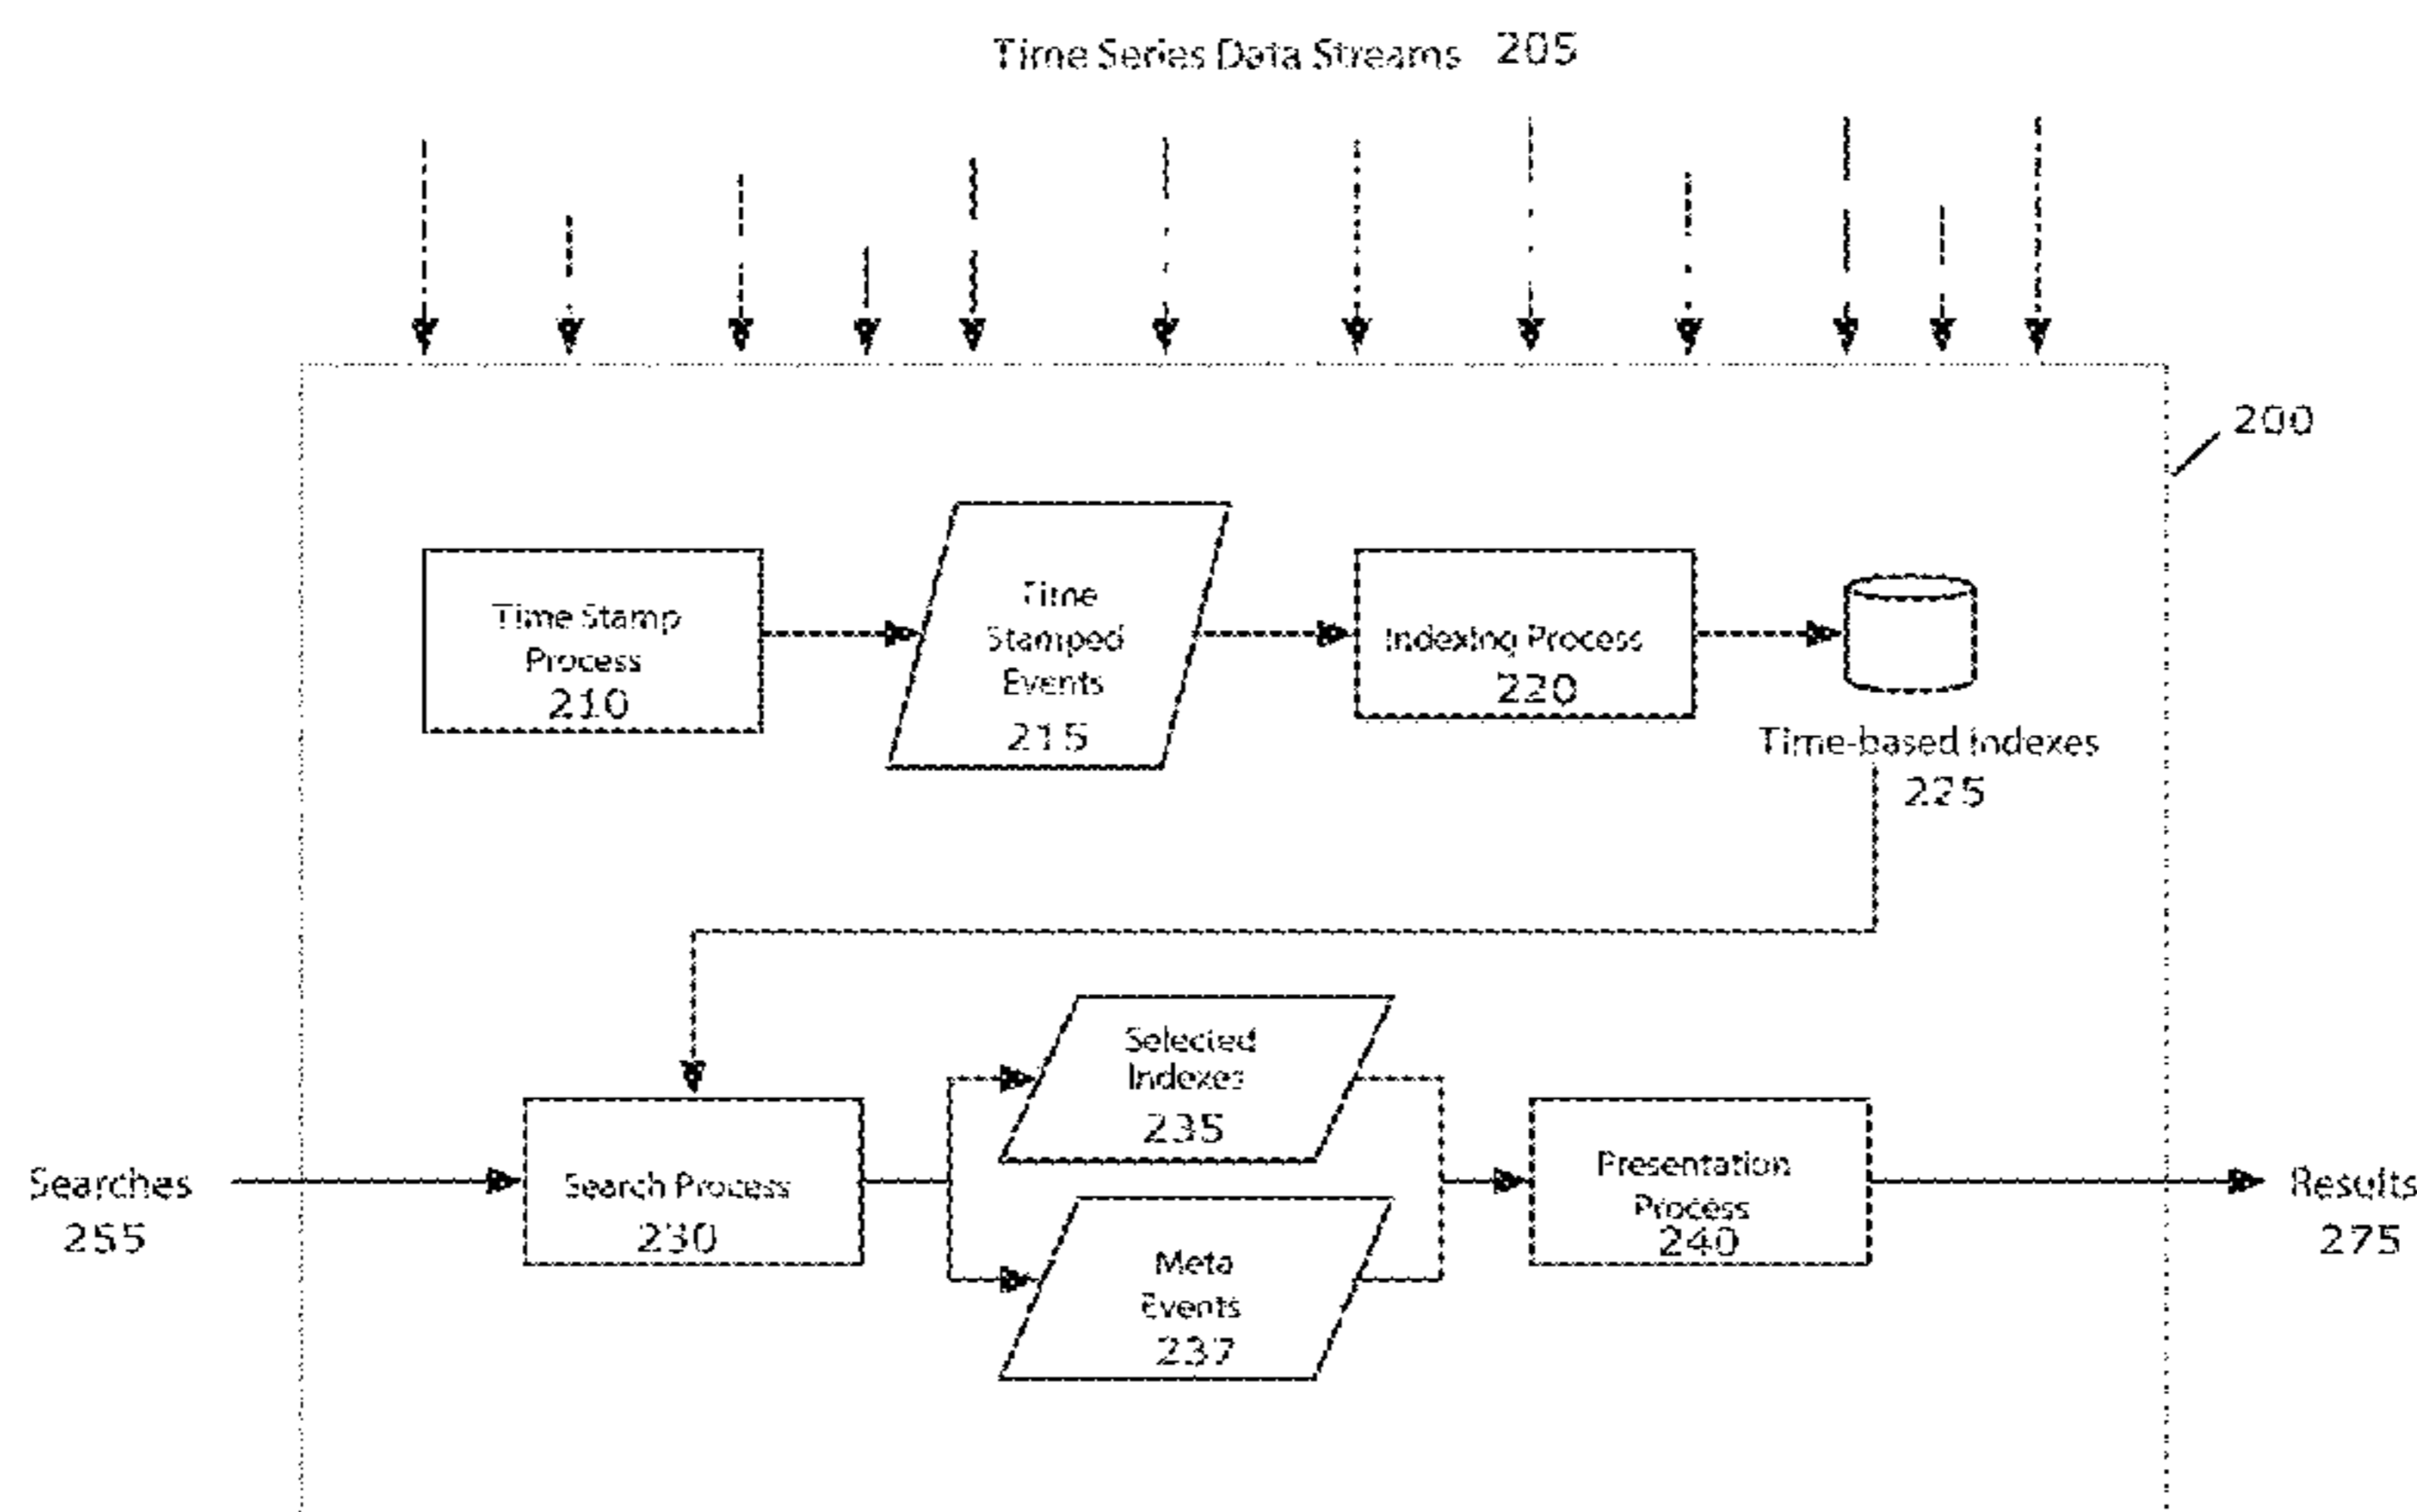 Time Series Data Streams 205
200
Time Stamp
Process
210
Time
Stamped
Events
215
Indexing Process
220
Time-based Indexes
225
Searches
255
Search Process
230
Selected
Indexes
235
Meta
Events
237
Presentation
Process
240
Results
275